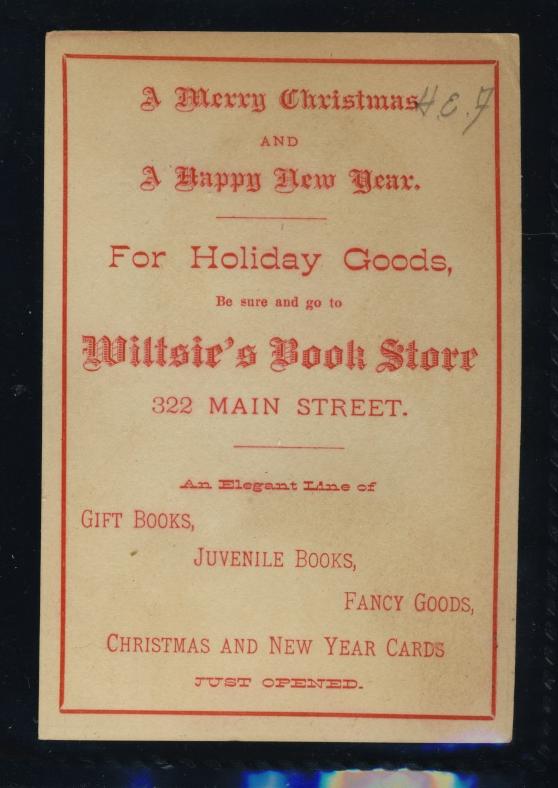 A Merry Christmas H.E.J
AND
A Happy New Year.
For Holiday Goods,
Be sure and go to
Wiltsie's Book Store
322 MAIN STREET.
An Elegant Line of
GIFT BOOKS,
JUVENILE BOOKS,
FANCY GOODS,
CHRISTMAS AND NEW YEAR CARDS
JUST OPENED.